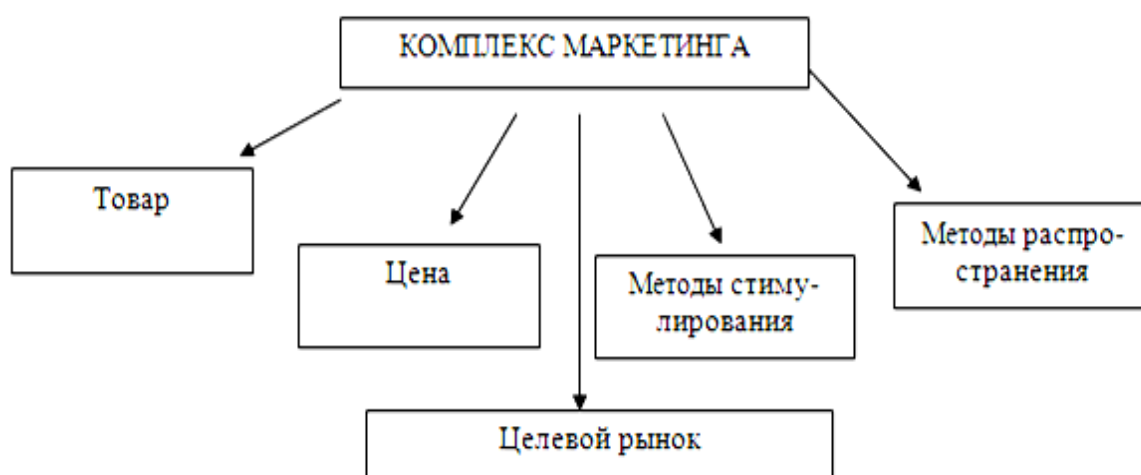 КОМПЛЕКС МАРКЕТИНГА
Товар
Цена
Методы стиму-
лирования
Методы распро-
странения
Целевой рынок